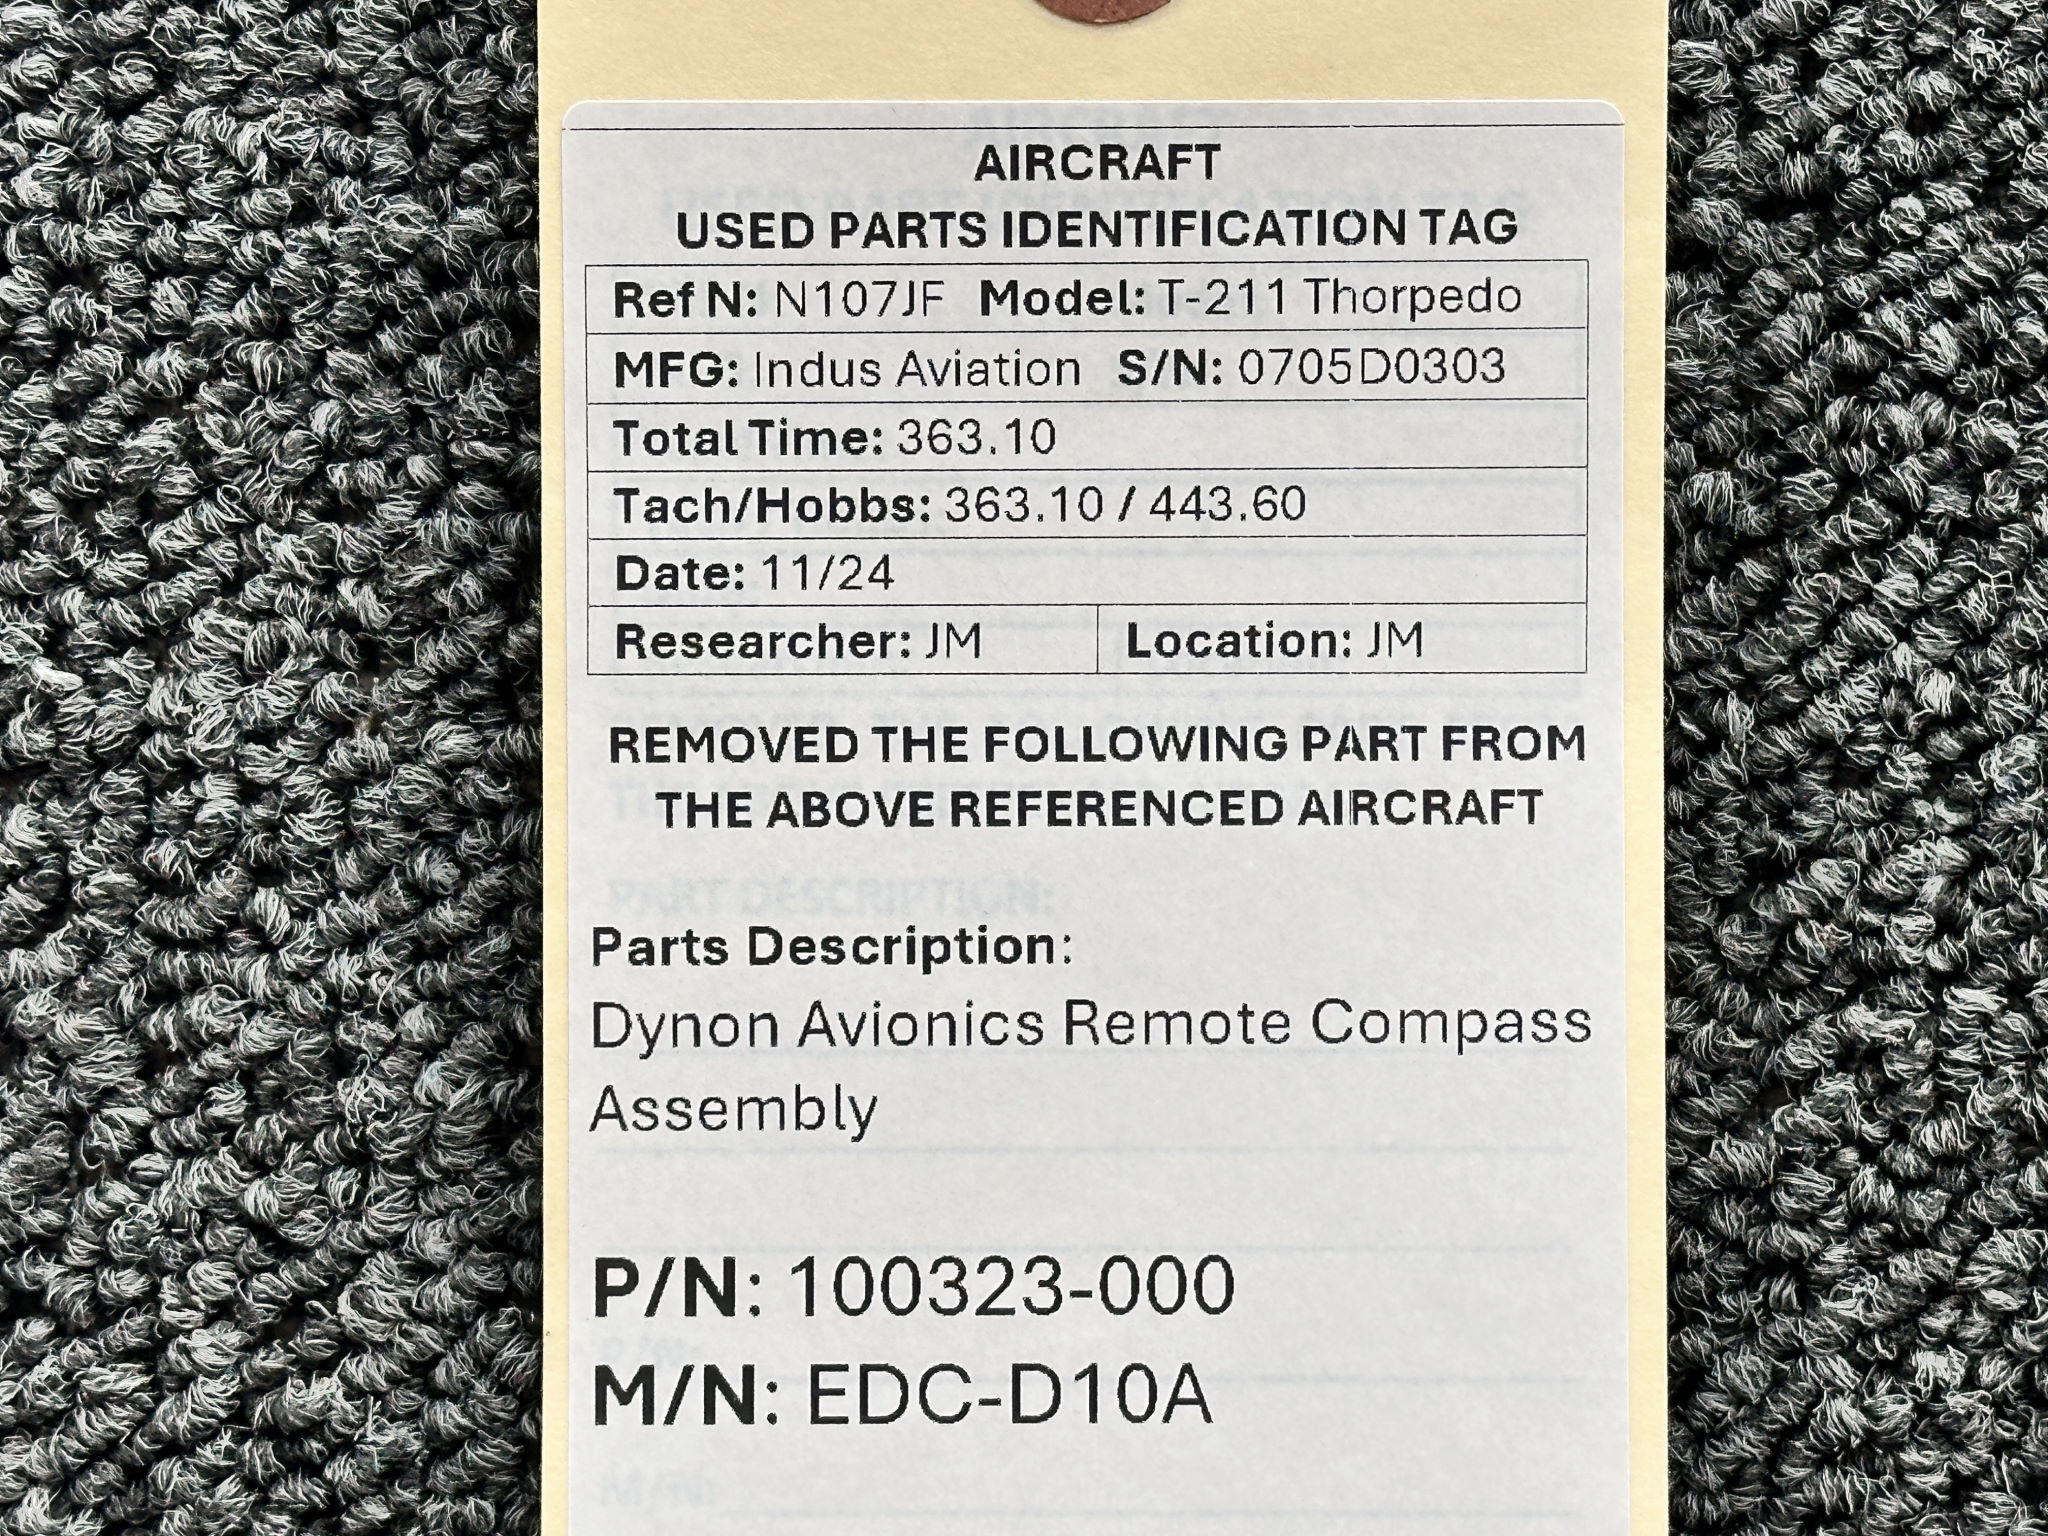 AIRCRAFT
USED PARTS IDENTIFICATION TAG
Ref N: N107JF Model: T-211 Thorpedo
MFG: Indus Aviation S/N: 0705D0303
Total Time: 363.10
Tach/Hobbs: 363.10 / 443.60
Date: 11/24
Researcher: JM Location: JM
REMOVED THE FOLLOWING PART FROM
THE ABOVE REFERENCED AIRCRAFT
PART DESCRIPTION:
Parts Description:
Dynon Avionics Remote Compass
Assembly
P/N: 100323-000
P/N:
M/N: EDC-D10A
M/N: